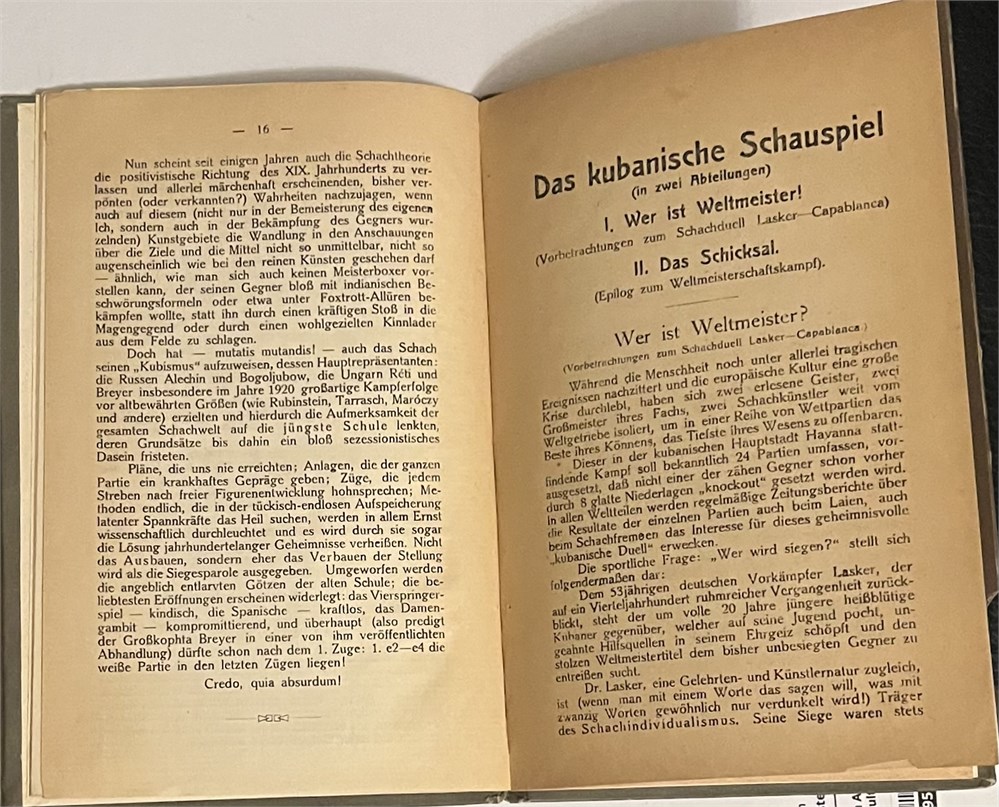 — 16 —
Nun scheint seit einigen Jahren auch die Schachtheorie
die positivistische Richtung des XIX. Jahrhunderts zu ver-
lassen und allerlei märchenhaft erscheinenden, bisher ver-
pönten (oder verkannten?) Wahrheiten nachzujagen, wenn
auch auf diesem (nicht nur in der Bemeisterung des eigenen
Ich, sondern auch in der Bekämpfung des Gegners wur-
zelnden) Kunstgebiete die Wandlung in den Anschauungen
über die Ziele und die Mittel nicht so unmittelbar, nicht so
augenscheinlich wie bei den reinen Künsten geschehen darf
— ähnlich, wie man sich auch keinen Meisterboxer vor-
stellen kann, der seinen Gegner bloß mit indianischen Be-
schwörungsformeln oder etwa unter Foxtrott-Allüren be-
kämpfen wollte, statt ihn durch einen kräftigen Stoß in die
Magengegend oder durch einen wohlgezielten Kinnlader
aus dem Felde zu schlagen.
Doch hat — mutatis mutandis! — auch das Schach
seinen „Kubismus" aufzuweisen, dessen Hauptrepräsentanten:
die Russen Alechin und Bogoljubow, die Ungarn Réti und
Breyer insbesondere im Jahre 1920 großartige Kampferfolge
vor altbewährten Größen (wie Rubinstein, Tarrasch, Maróczy
und andere) erzielten und hierdurch die Aufmerksamkeit der
gesamten Schachwelt auf die jüngste Schule lenkten,
deren Grundsätze bis dahin ein bloß sezessionistisches
Dasein fristeten.
Pläne, die uns nie erreichten; Anlagen, die der ganzen
Partie ein krankhaftes Gepräge geben; Züge, die jedem
Streben nach freier Figurenentwicklung hohnsprechen; Me-
thoden endlich, die in der tückisch-endlosen Aufspeicherung
latenter Spannkräfte das Heil suchen, werden in allem Ernst
wissenschaftlich durchleuchtet und es wird durch sie sogar
die Lösung jahrhundertelanger Geheimnisse verheißen. Nicht
das Ausbauen, sondern eher das Verbauen der Stellung
wird als die Siegesparole ausgegeben. Umgeworfen werden
die angeblich entlarvten Götzen der alten Schule; die be-
liebtesten Eröffnungen erscheinen widerlegt: das Vierspringer-
spiel — kindisch, die Spanische — kraftlos, das Damen-
gambit — kompromittierend, und überhaupt (also predigt
der Großkophta Breyer in einer von ihm veröffentlichten
Abhandlung) dürfte schon nach dem 1. Zuge: 1. e2—e4 die
weiße Partie in den letzten Zügen liegen!
Credo, quia absurdum!
Das kubanische Schauspiel
(in zwei Abteilungen)
I. Wer ist Weltmeister!
(Vorbetrachtungen zum Schachduell Lasker—Capablanca)
II. Das Schicksal.
(Epilog zum Weltmeisterschaftskampf).
Wer ist Weltmeister?
(Vorbetrachtungen zum Schachduell Lasker—Capablanca.)
Während die Menschheit noch unter allerlei tragischen
Ereignissen nachzittert und die europäische Kultur eine große
Krise durchlebt, haben sich zwei erlesene Geister, zwei
Großmeister ihres Fachs, zwei Schachkünstler weit vom
Weltgetriebe isoliert, um in einer Reihe von Wettpartien das
Beste ihres Könnens, das Tiefste ihres Wesens zu offenbaren.
Dieser in der kubanischen Hauptstadt Havanna statt-
findende Kampf soll bekanntlich 24 Partien umfassen, vor-
ausgesetzt, daß nicht einer der zähen Gegner schon vorher
durch 8 glatte Niederlagen „knockout" gesetzt werden wird.
In allen Weltteilen werden regelmäßige Zeitungsberichte über
die Resultate der einzelnen Partien auch beim Laien, auch
beim Schachfremden das Interesse für dieses geheimnisvolle
„kubanische Duell" erwecken.
Die sportliche Frage: „Wer wird siegen?" stellt sich
folgendermaßen dar:
Dem 53jährigen deutschen Vorkämpfer Lasker, der
auf ein Vierteljahrhundert ruhmreicher Vergangenheit zurück-
blickt, steht der um volle 20 Jahre jüngere heißblütige
Kubaner gegenüber, welcher auf seine Jugend pocht, un-
geahnte Hilfsquellen in seinem Ehrgeiz schöpft und den
stolzen Weltmeistertitel dem bisher unbesiegten Gegner zu
entreißen sucht.
Dr. Lasker, eine Gelehrten- und Künstlernatur zugleich,
ist (wenn man mit einem Worte das sagen will, was mit
zwanzig Worten gewöhnlich nur verdunkelt wird!) Träger
des Schachindividualismus. Seine Siege waren stets